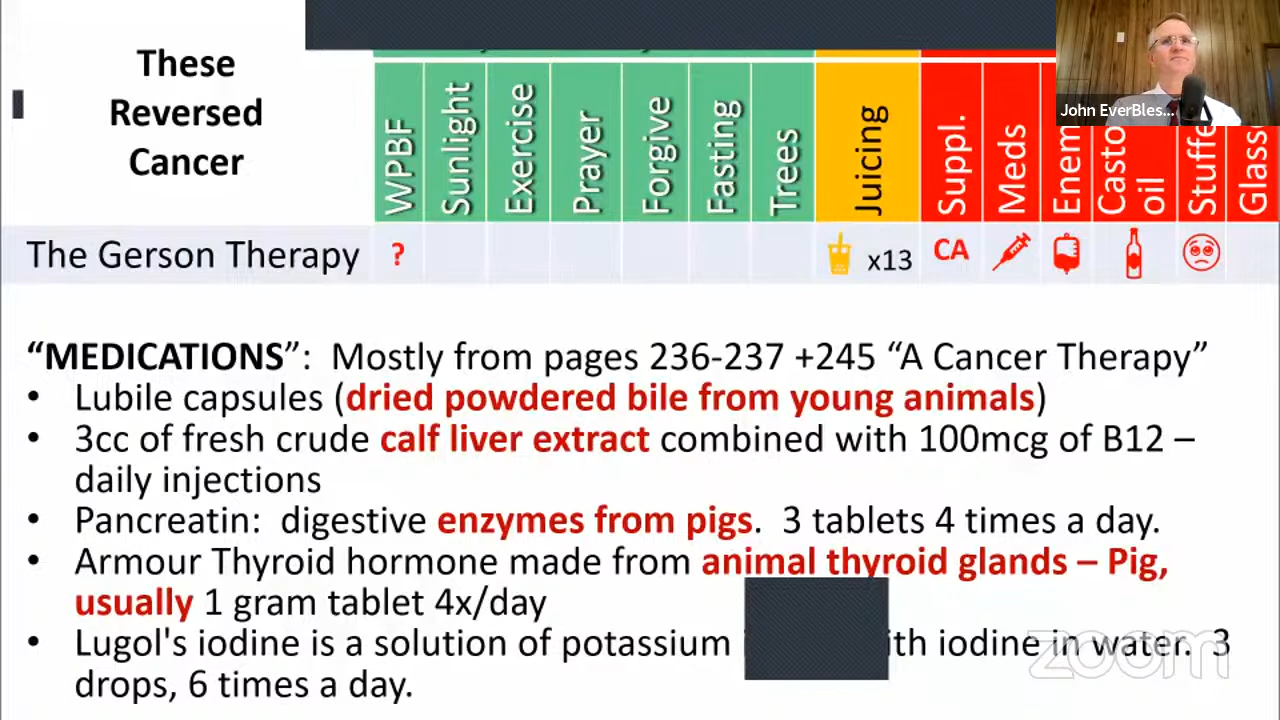 These
Reversed
Cancer
WPBF
Sunlight
Exercise
Prayer
Forgive
Fasting
Trees
Juicing
Suppl.
Meds
Enem
Casto
oil
Stuffe
Glass
John EverBles...
The Gerson Therapy ? x13 CA
“MEDICATIONS”: Mostly from pages 236-237 +245 “A Cancer Therapy”
• Lubile capsules (dried powdered bile from young animals)
• 3cc of fresh crude calf liver extract combined with 100mcg of B12 –
daily injections
• Pancreatin: digestive enzymes from pigs. 3 tablets 4 times a day.
• Armour Thyroid hormone made from animal thyroid glands – Pig,
usually 1 gram tablet 4x/day
• Lugol's iodine is a solution of potassium ith iodine in water. 3
drops, 6 times a day.
zoom